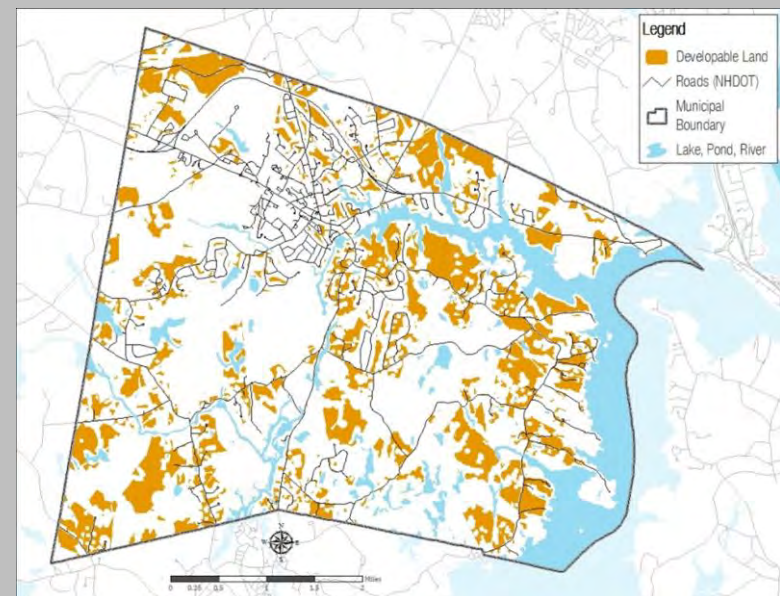 Legend
Developable Land
Roads (NHDOT)
Municipal
Boundary
Lake, Pond, River
N
W E
S
0 0.25 0.5 1 1.5 2
Miles